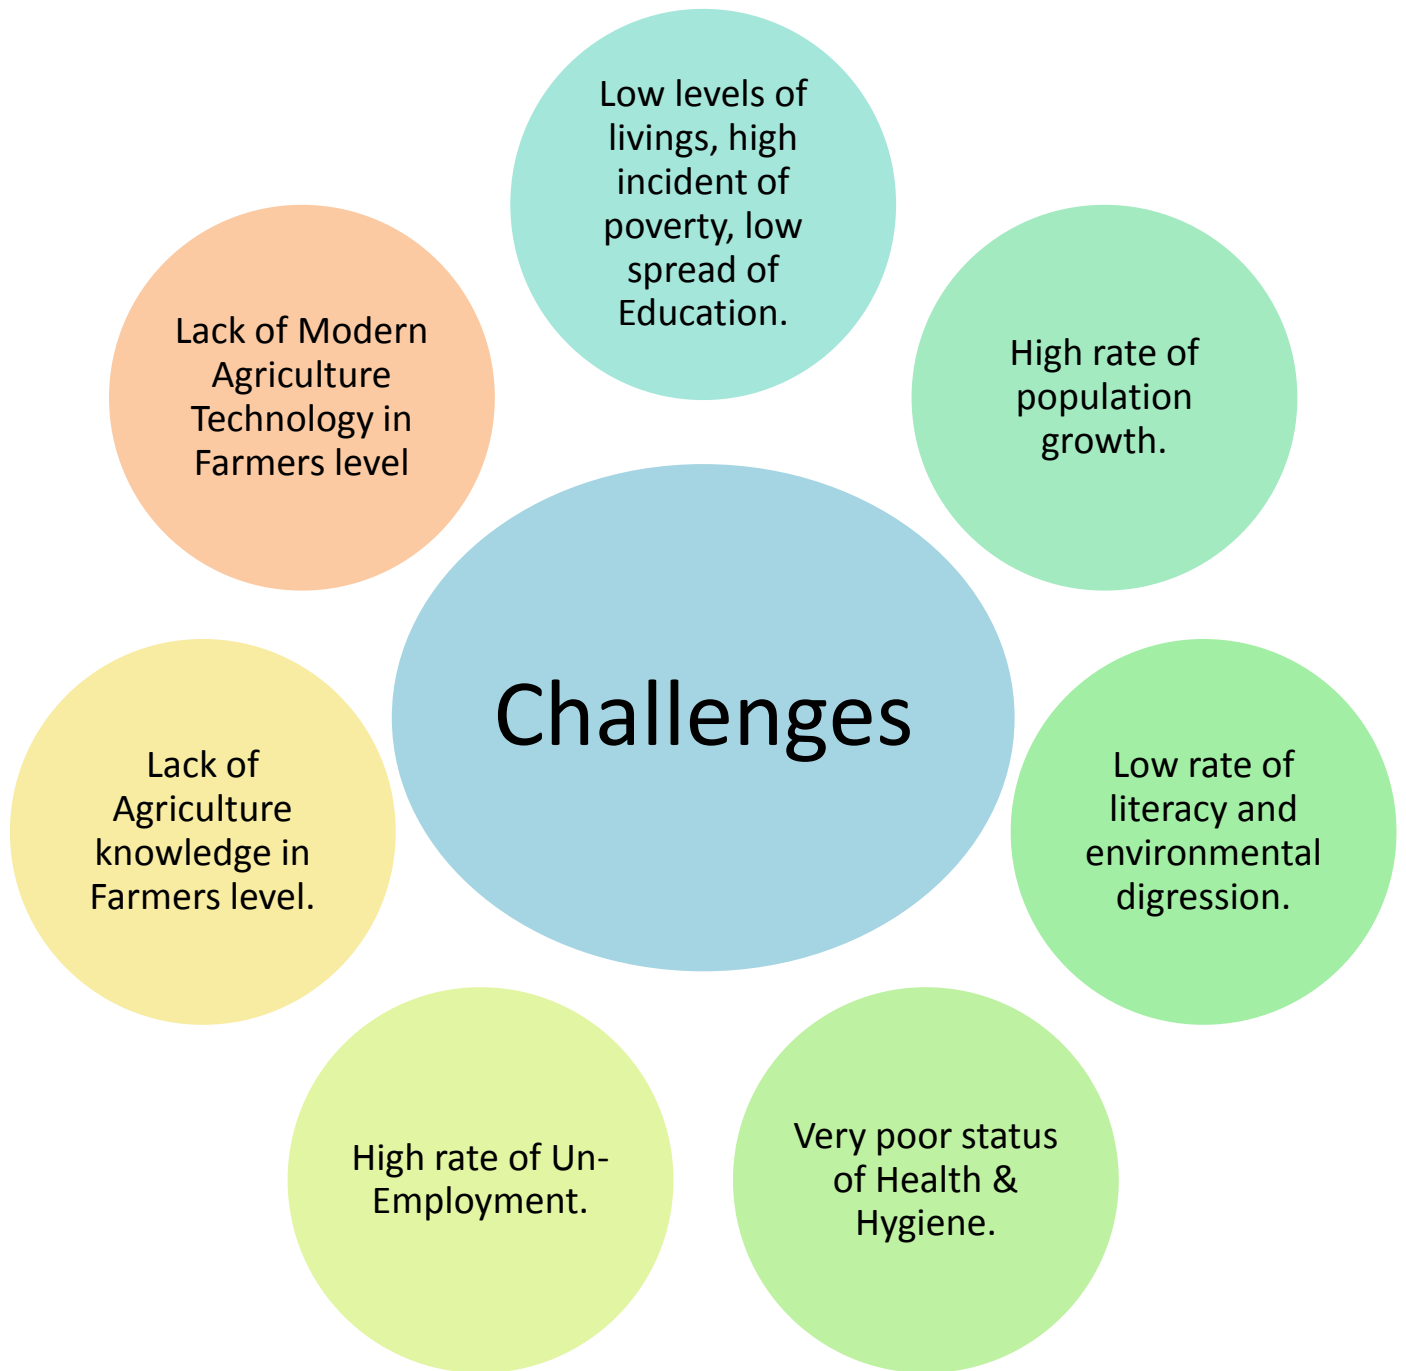 Low levels of
livings, high
incident of
poverty, low
spread of
Education.
High rate of
population
growth.
Low rate of
literacy and
environmental
digression.
Very poor status
of Health &
Hygiene.
High rate of Un-
Employment.
Lack of
Agriculture
knowledge in
Farmers level.
Lack of Modern
Agriculture
Technology in
Farmers level
Challenges